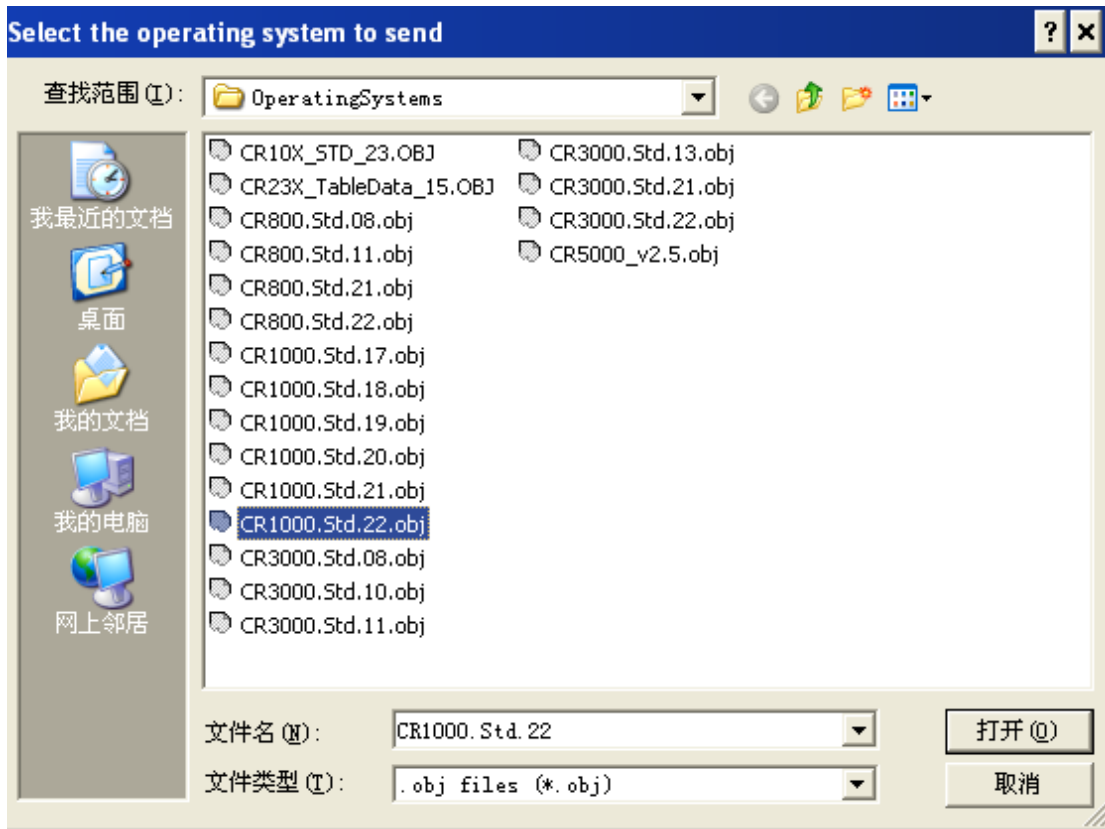 Select the operating system to send
查找范围(I):
OperatingSystems
我最近的文档
桌面
我的文档
我的电脑
网上邻居
CR10X_STD_23.OBJ
CR23X_TableData_15.OBJ
CR800.Std.08.obj
CR800.Std.11.obj
CR800.Std.21.obj
CR800.Std.22.obj
CR1000.Std.17.obj
CR1000.Std.18.obj
CR1000.Std.19.obj
CR1000.Std.20.obj
CR1000.Std.21.obj
CR1000.Std.22.obj
CR3000.Std.08.obj
CR3000.Std.10.obj
CR3000.Std.11.obj
CR3000.Std.13.obj
CR3000.Std.21.obj
CR3000.Std.22.obj
CR5000_v2.5.obj
文件名(N):
CR1000.Std.22
打开(O)
文件类型(T):
.obj files (*.obj)
取消